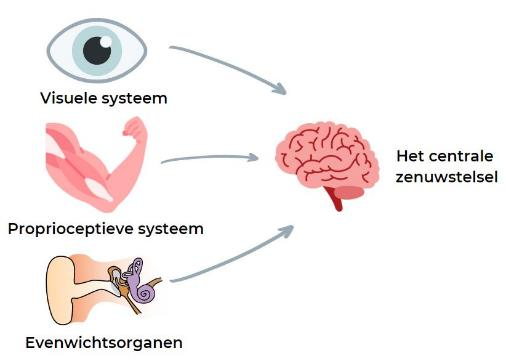 Visuele systeem
Het centrale
zenuwstelsel
Proprioceptieve systeem
Evenwichtsorganen